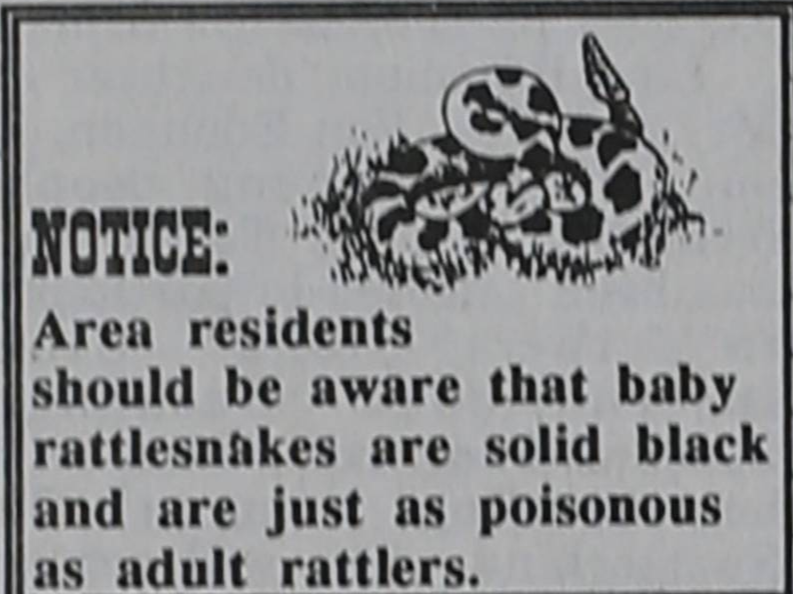 NOTICE:
Area residents
should be aware that baby
rattlesnakes are solid black
and are just as poisonous
as adult rattlers.